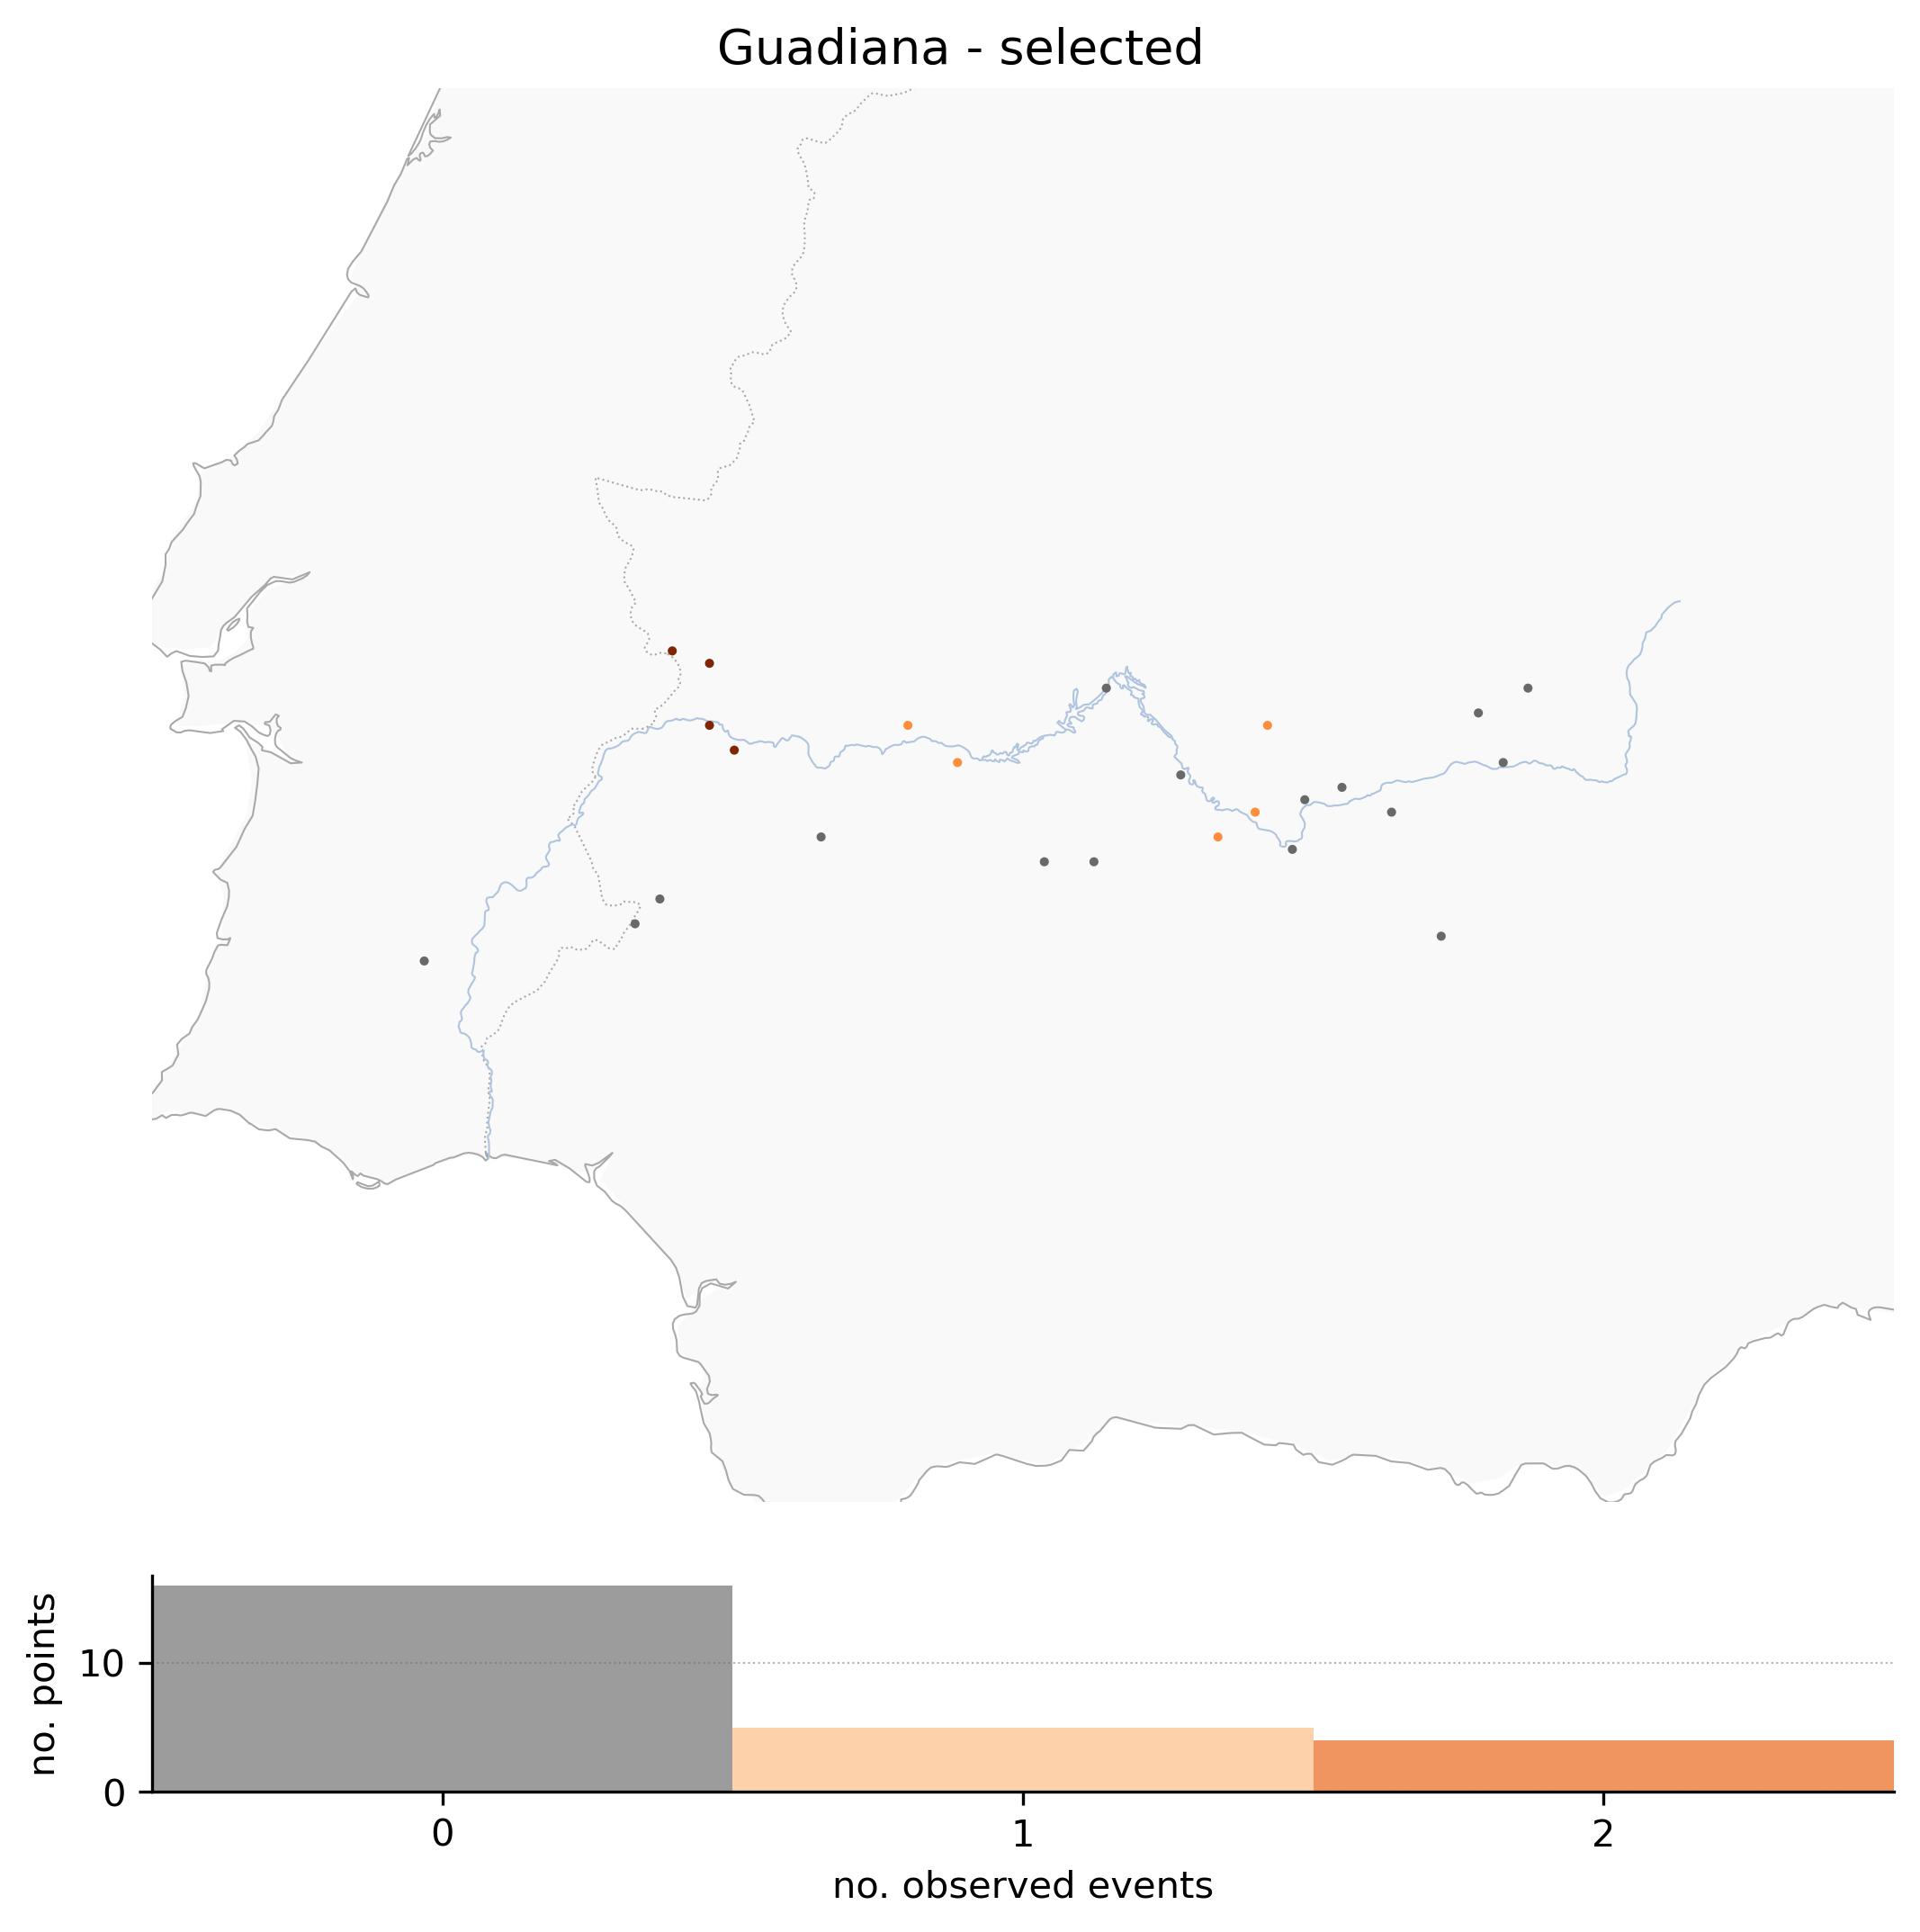 Guadiana - selected
no. points
10
0
0 1 2
no. observed events